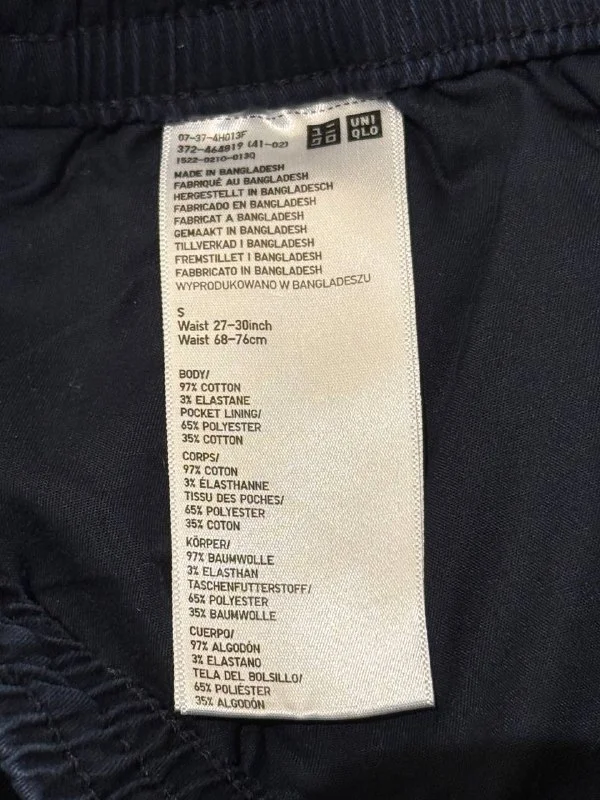 07-37-4H013F
372-464819 (41-02)
1522-0210-013Q
UNI
QLO
MADE IN BANGLADESH
FABRIQUÉ AU BANGLADESH
HERGESTELLT IN BANGLADESCH
FABRICADO EN BANGLADESH
FABRICAT A BANGLADESH
GEMAAKT IN BANGLADESH
TILLVERKAD I BANGLADESH
FREMSTILLET I BANGLADESH
FABBRICATO IN BANGLADESH
WYPRODUKOWANO W BANGLADESZU
S
Waist 27-30inch
Waist 68-76cm
BODY/
97% COTTON
3% ELASTANE
POCKET LINING/
65% POLYESTER
35% COTTON
CORPS/
97% COTON
3% ÉLASTHANNE
TISSU DES POCHES/
65% POLYESTER
35% COTON
KÖRPER/
97% BAUMWOLLE
3% ELASTHAN
TASCHENFUTTERSTOFF/
65% POLYESTER
35% BAUMWOLLE
CUERPO/
97% ALGODÓN
3% ELASTANO
TELA DEL BOLSILLO/
65% POLIÉSTER
35% ALGODÓN